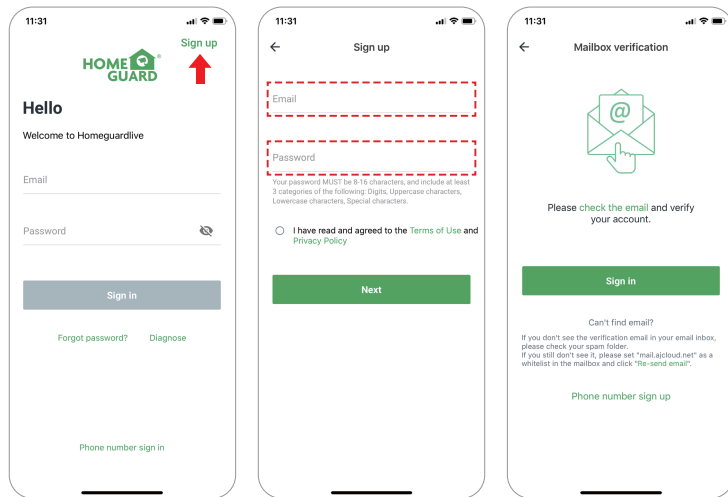 11:31
Sign up
HOME
GUARD
®
Hello
Welcome to Homeguardlive
Email
Password
Sign in
Forgot password?
Diagnose
Phone number sign in
11:31
Sign up
Email
Password
Your password MUST be 8-16 characters, and include at least
3 categories of the following: Digits, Uppercase characters,
Lowercase characters, Special characters.
I have read and agreed to the Terms of Use and
Privacy Policy
Next
11:31
Mailbox verification
@
Please check the email and verify
your account.
Sign in
Can't find email?
If you don't see the verification email in your email inbox,
please check your spam folder.
If you still don't see it, please set "mail.ajcloud.net" as a
whitelist in the mailbox and click "Re-send email".
Phone number sign up